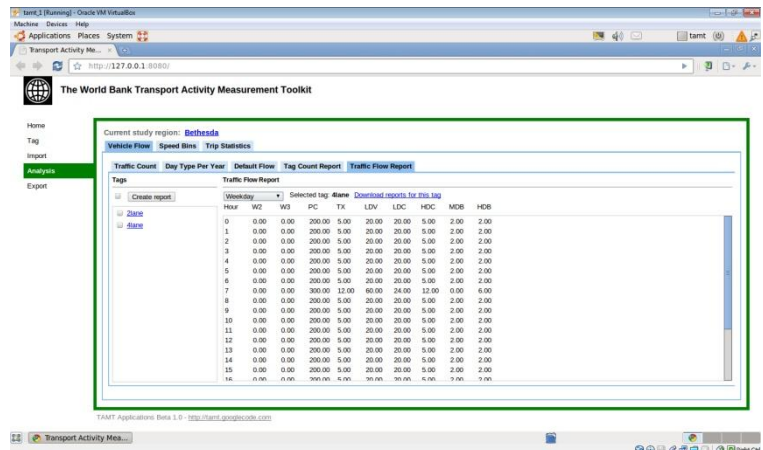 tamt_1 [Running] - Oracle VM VirtualBox
Machine Devices Help
Applications Places System tamt
Transport Activity Me...
http://127.0.0.1:8080/
The World Bank Transport Activity Measurement Toolkit
Home
Tag
Import
Analysis
Export
Current study region: Bethesda
Vehicle Flow Speed Bins Trip Statistics
Traffic Count Day Type Per Year Default Flow Tag Count Report Traffic Flow Report
Tags Traffic Flow Report
Create report Weekday Selected tag: 4lane Download reports for this tag
2lane
4lane
Hour W2 W3 PC TX LDV LDC HDC MDB HDB
0 0.00 0.00 200.00 5.00 20.00 20.00 5.00 2.00 2.00
1 0.00 0.00 200.00 5.00 20.00 20.00 5.00 2.00 2.00
2 0.00 0.00 200.00 5.00 20.00 20.00 5.00 2.00 2.00
3 0.00 0.00 200.00 5.00 20.00 20.00 5.00 2.00 2.00
4 0.00 0.00 200.00 5.00 20.00 20.00 5.00 2.00 2.00
5 0.00 0.00 200.00 5.00 20.00 20.00 5.00 2.00 2.00
6 0.00 0.00 200.00 5.00 20.00 20.00 5.00 2.00 2.00
7 0.00 0.00 300.00 12.00 60.00 24.00 12.00 0.00 6.00
8 0.00 0.00 200.00 5.00 20.00 20.00 5.00 2.00 2.00
9 0.00 0.00 200.00 5.00 20.00 20.00 5.00 2.00 2.00
10 0.00 0.00 200.00 5.00 20.00 20.00 5.00 2.00 2.00
11 0.00 0.00 200.00 5.00 20.00 20.00 5.00 2.00 2.00
12 0.00 0.00 200.00 5.00 20.00 20.00 5.00 2.00 2.00
13 0.00 0.00 200.00 5.00 20.00 20.00 5.00 2.00 2.00
14 0.00 0.00 200.00 5.00 20.00 20.00 5.00 2.00 2.00
15 0.00 0.00 200.00 5.00 20.00 20.00 5.00 2.00 2.00
16 0.00 0.00 200.00 5.00 20.00 20.00 5.00 2.00 2.00
TAMT Applications Beta 1.0 - http://tamt.googlecode.com
Transport Activity Mea...
Right Ctrl